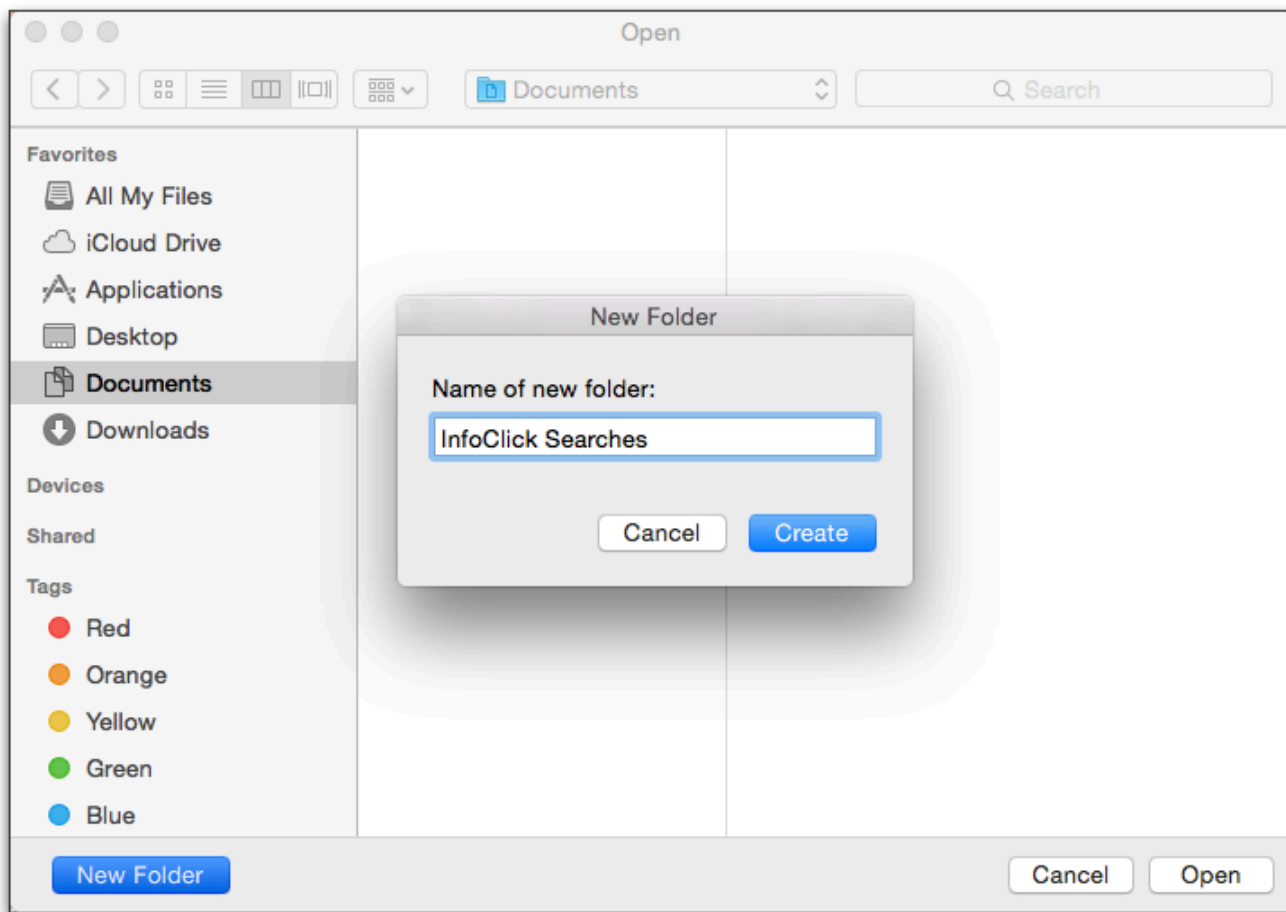 Open
Documents
Search
Favorites
All My Files
iCloud Drive
Applications
Desktop
Documents
Downloads
Devices
Shared
Tags
Red
Orange
Yellow
Green
Blue
New Folder
Name of new folder:
InfoClick Searches
Cancel
Create
New Folder
Cancel
Open